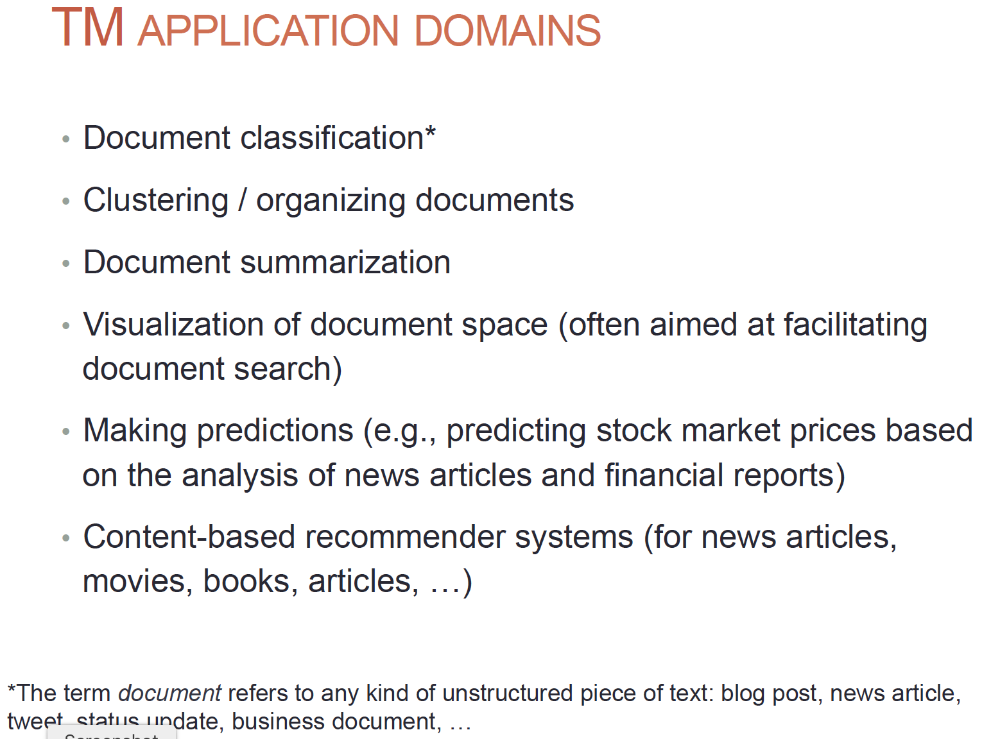 TM APPLICATION DOMAINS
• Document classification*
• Clustering / organizing documents
• Document summarization
• Visualization of document space (often aimed at facilitating
document search)
• Making predictions (e.g., predicting stock market prices based
on the analysis of news articles and financial reports)
• Content-based recommender systems (for news articles,
movies, books, articles, …)
*The term document refers to any kind of unstructured piece of text: blog post, news article,
tweet, status update, business document, …
Screenshot